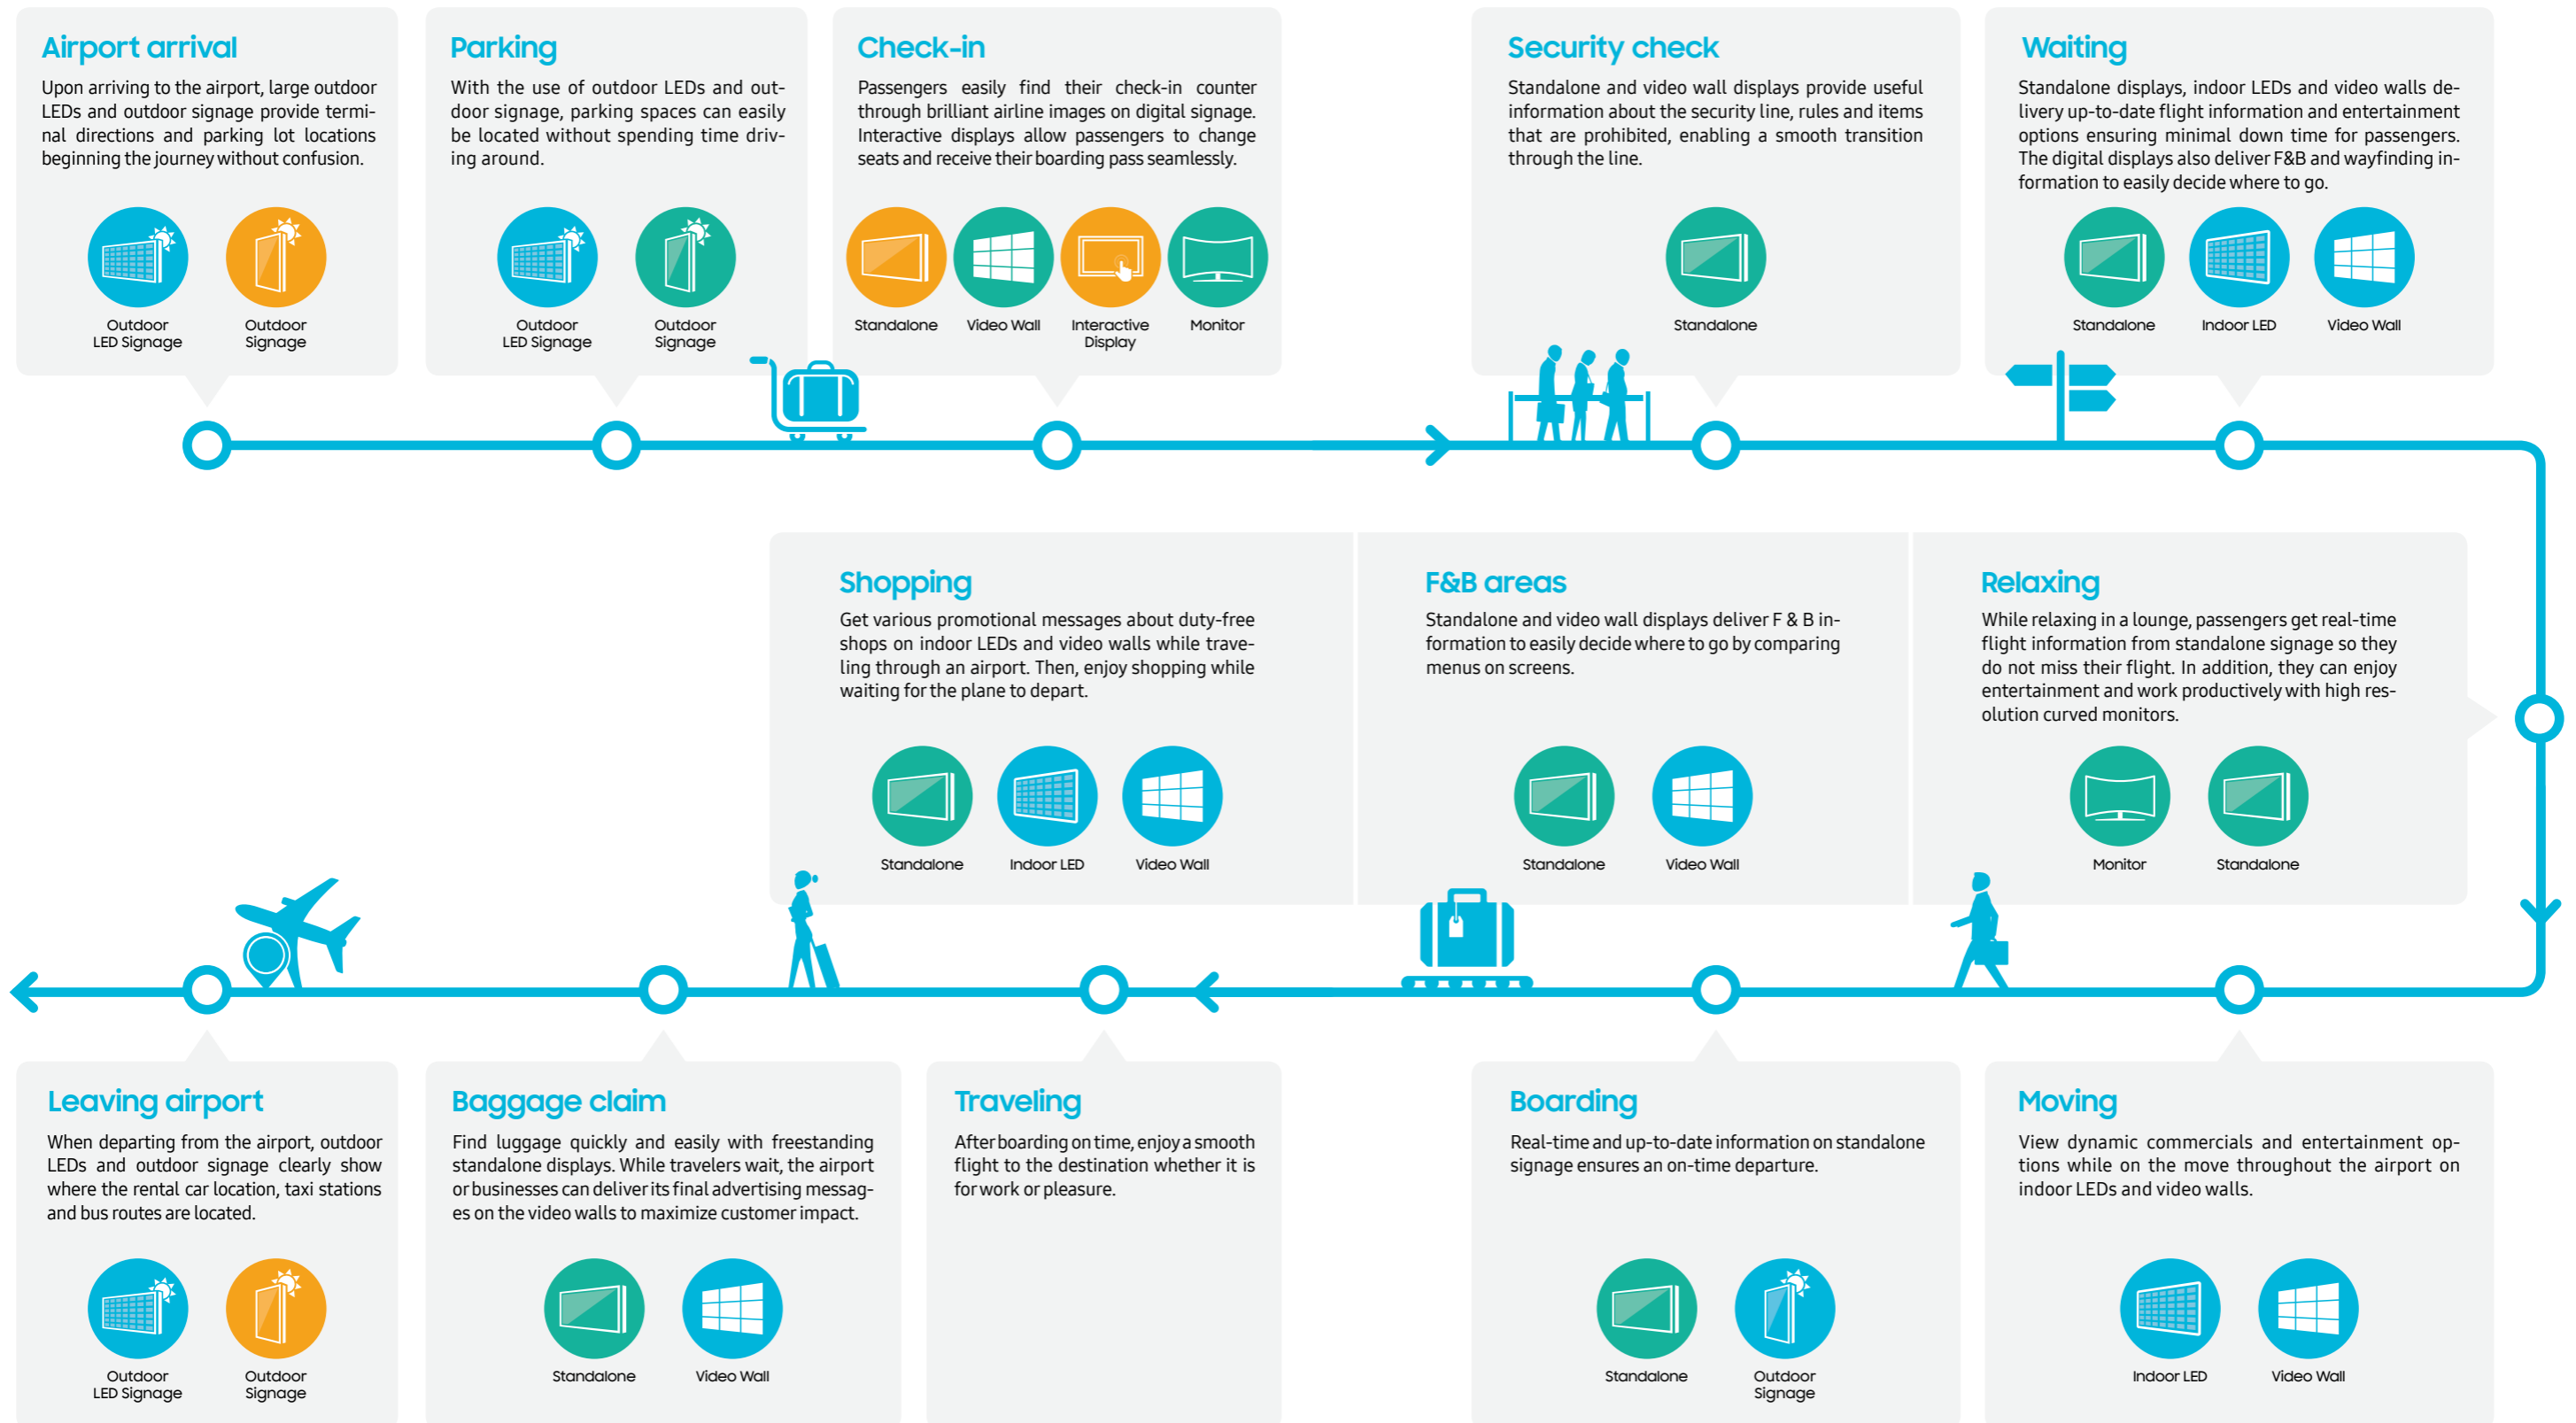 Airport arrival
Upon arriving to the airport, large outdoor
LEDs and outdoor signage provide termi-
nal directions and parking lot locations
beginning the journey without confusion.
Outdoor
LED Signage
Outdoor
Signage
Parking
With the use of outdoor LEDs and out-
door signage, parking spaces can easily
be located without spending time driv-
ing around.
Outdoor
LED Signage
Outdoor
Signage
Check-in
Passengers easily find their check-in counter
through brilliant airline images on digital signage.
Interactive displays allow passengers to change
seats and receive their boarding pass seamlessly.
Standalone
Video Wall
Interactive
Display
Monitor
Security check
Standalone and video wall displays provide useful
information about the security line, rules and items
that are prohibited, enabling a smooth transition
through the line.
Standalone
Waiting
Standalone displays, indoor LEDs and video walls de-
livery up-to-date flight information and entertainment
options ensuring minimal down time for passengers.
The digital displays also deliver F&B and wayfinding in-
formation to easily decide where to go.
Standalone
Indoor LED
Video Wall
Shopping
Get various promotional messages about duty-free
shops on indoor LEDs and video walls while trave-
ling through an airport. Then, enjoy shopping while
waiting for the plane to depart.
Standalone
Indoor LED
Video Wall
F&B areas
Standalone and video wall displays deliver F & B in-
formation to easily decide where to go by comparing
menus on screens.
Standalone
Video Wall
Relaxing
While relaxing in a lounge, passengers get real-time
flight information from standalone signage so they
do not miss their flight. In addition, they can enjoy
entertainment and work productively with high res-
olution curved monitors.
Monitor
Standalone
Leaving airport
When departing from the airport, outdoor
LEDs and outdoor signage clearly show
where the rental car location, taxi stations
and bus routes are located.
Outdoor
LED Signage
Outdoor
Signage
Baggage claim
Find luggage quickly and easily with freestanding
standalone displays. While travelers wait, the airport
or businesses can deliver its final advertising messag-
es on the video walls to maximize customer impact.
Standalone
Video Wall
Traveling
After boarding on time, enjoy a smooth
flight to the destination whether it is
for work or pleasure.
Boarding
Real-time and up-to-date information on standalone
signage ensures an on-time departure.
Standalone
Outdoor
Signage
Moving
View dynamic commercials and entertainment op-
tions while on the move throughout the airport on
indoor LEDs and video walls.
Indoor LED
Video Wall